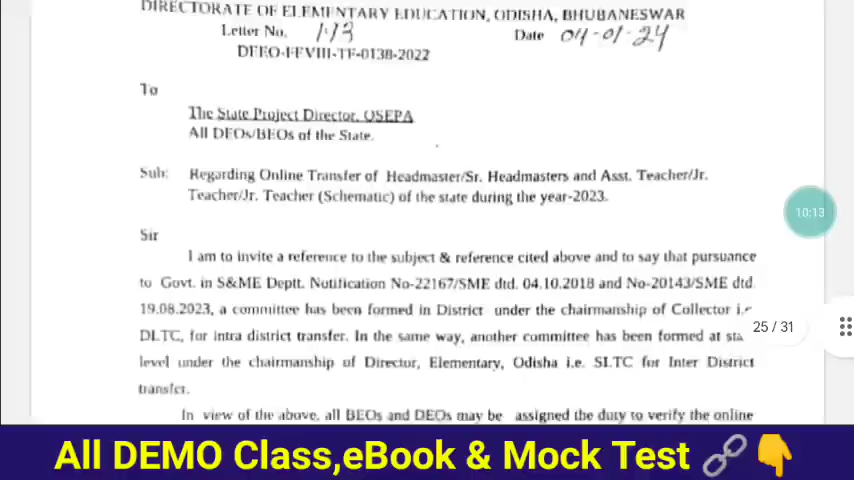 DIRECTORATE OF ELEMENTARY EDUCATION, ODISHA, BHUBANESWAR
Letter No. 173 Date 04-01-24
DEEO-FFVIII-TF-0138-2022
To
The State Project Director, OSEPA
All DEOs/BEOs of the State.
Sub: Regarding Online Transfer of Headmaster/Sr. Headmasters and Asst. Teacher/Jr.
Teacher/Jr. Teacher (Schematic) of the state during the year-2023.
10:13
Sir
I am to invite a reference to the subject & reference cited above and to say that pursuance
to Govt. in S&ME Deptt. Notification No-22167/SME dtd. 04.10.2018 and No-20143/SME dtd
19.08.2023, a committee has been formed in District under the chairmanship of Collector i.e
DLTC, for intra district transfer. In the same way, another committee has been formed at sta
25 / 31
level under the chairmanship of Director, Elementary, Odisha i.e. SLTC for Inter District
transfer.
In view of the above, all BEOs and DEOs may be assigned the duty to verify the online
All DEMO Class,eBook & Mock Test